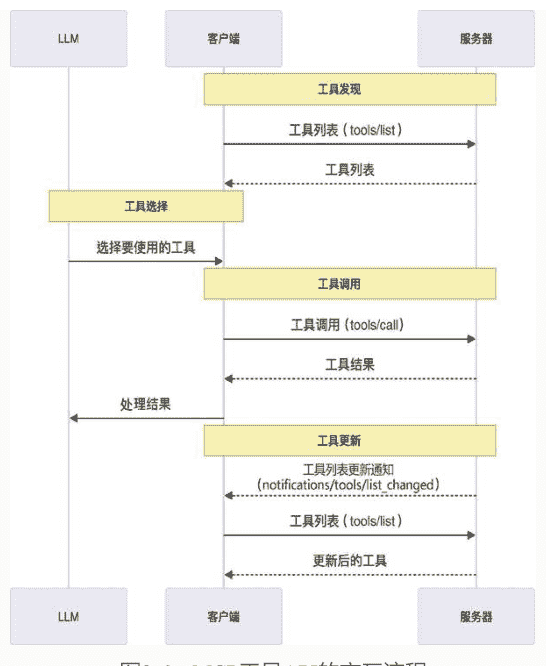 LLM
客户端
服务器
工具发现
工具列表（tools/list）
工具列表
工具选择
选择要使用的工具
工具调用
工具调用（tools/call）
工具结果
处理结果
工具更新
工具列表更新通知
（notifications/tools/list_changed）
工具列表（tools/list）
更新后的工具
LLM
客户端
服务器